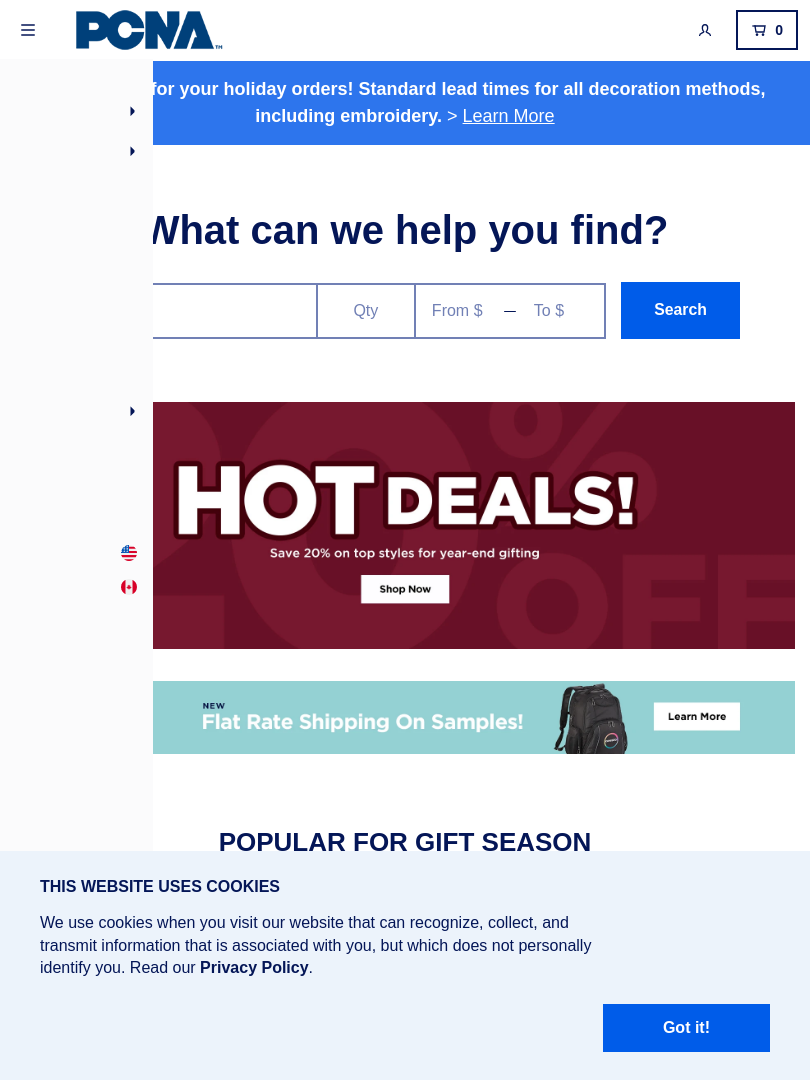 PCNA™
0
for your holiday orders! Standard lead times for all decoration methods,
including embroidery. > Learn More
What can we help you find?
Qty
From $ — To $
Search
20%
OFF
HOT DEALS!
Save 20% on top styles for year-end gifting
Shop Now
NEW
Flat Rate Shipping On Samples!
Learn More
POPULAR FOR GIFT SEASON
THIS WEBSITE USES COOKIES
We use cookies when you visit our website that can recognize, collect, and
transmit information that is associated with you, but which does not personally
identify you. Read our Privacy Policy.
Got it!